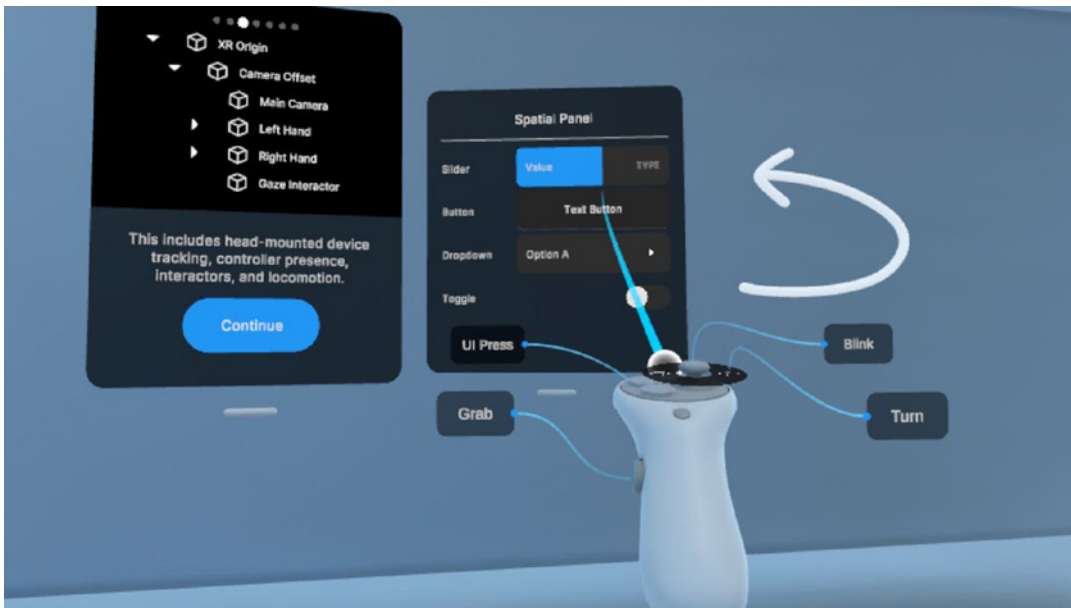 XR Origin
Camera Offset
Main Camera
Left Hand
Right Hand
Gaze Interactor
This includes head-mounted device
tracking, controller presence,
interactors, and locomotion.
Continue
Spatial Panel
Slider
Value
TYPE
Button
Text Button
Dropdown
Option A
Toggle
UI Press
Blink
Grab
Turn